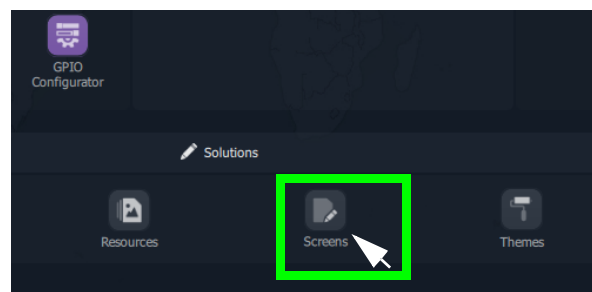 GPIO
Configurator
Solutions
Resources
Screens
Themes